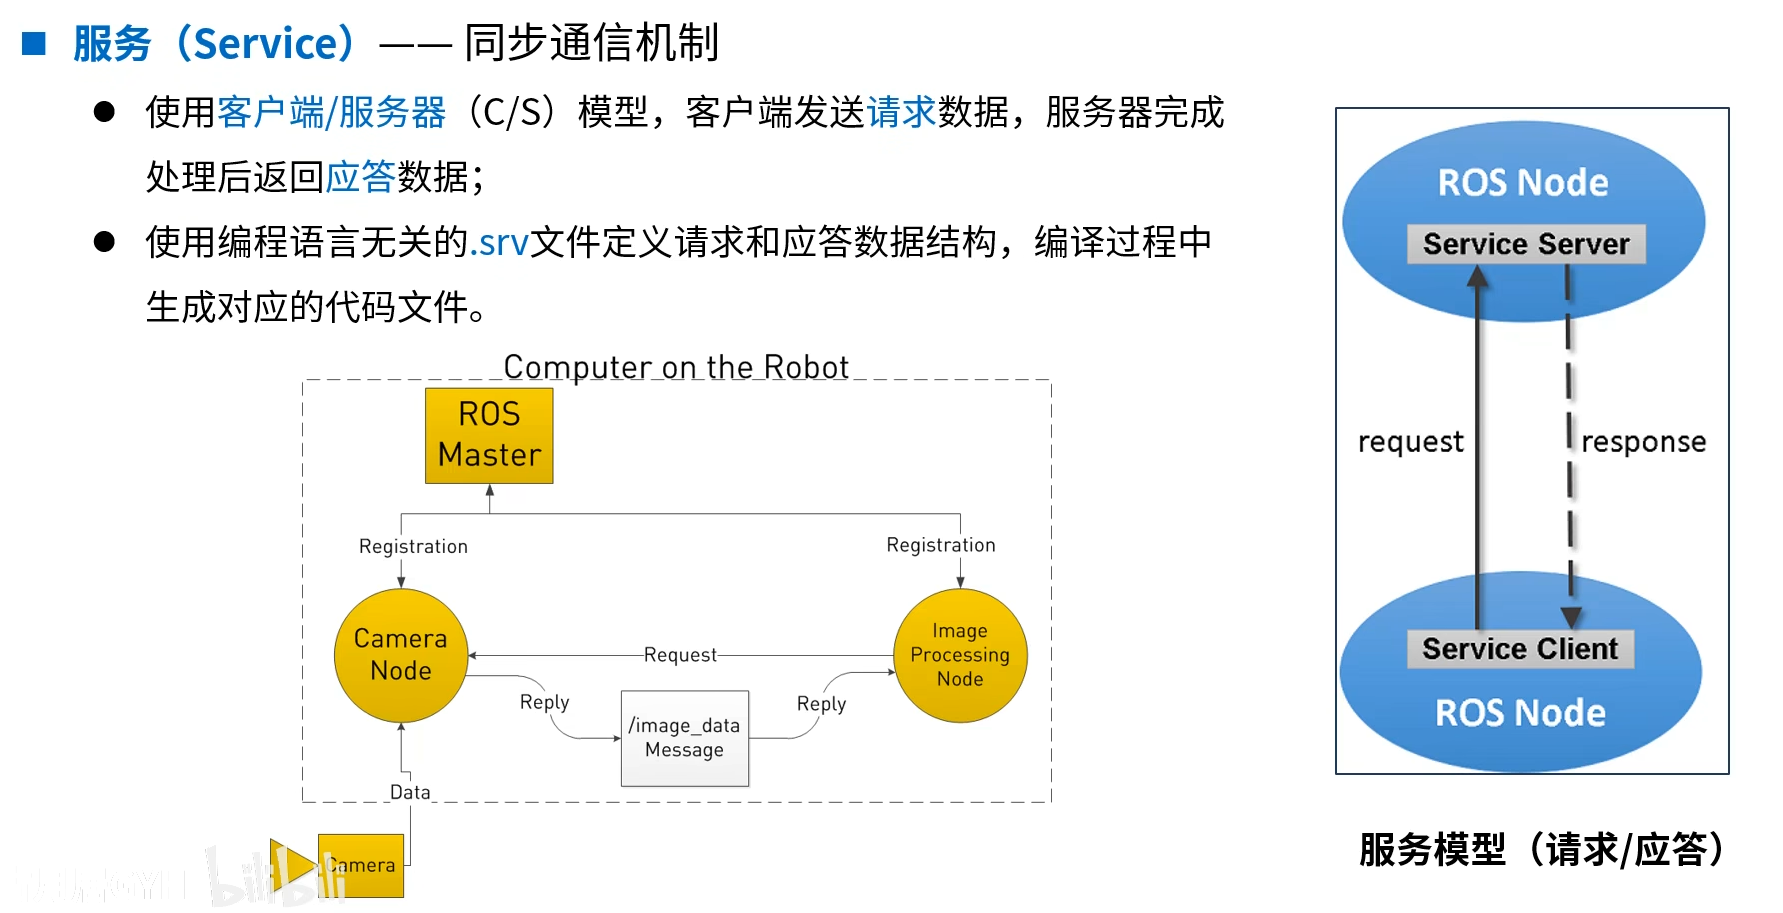 服务（Service）—— 同步通信机制
使用客户端/服务器（C/S）模型，客户端发送请求数据，服务器完成
处理后返回应答数据；
使用编程语言无关的.srv文件定义请求和应答数据结构，编译过程中
生成对应的代码文件。
Computer on the Robot
ROS
Master
Registration
Registration
Camera
Node
Request
Image
Processing
Node
Reply
/image_data
Message
Reply
Data
Camera
bilibili
ROS Node
Service Server
request
response
Service Client
ROS Node
服务模型（请求/应答）